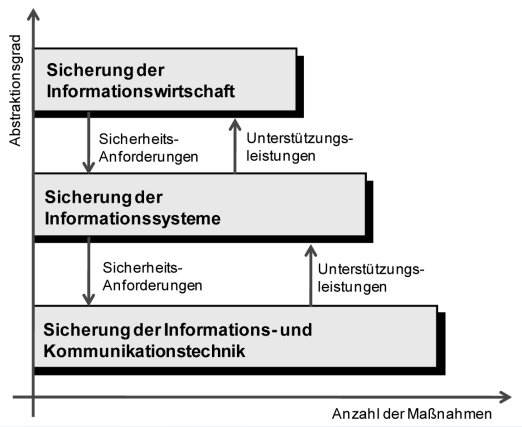 Abstraktionsgrad
Sicherung der
Informationswirtschaft
Sicherheits-
Anforderungen
Unterstützungs-
leistungen
Sicherung der
Informationssysteme
Sicherheits-
Anforderungen
Unterstützungs-
leistungen
Sicherung der Informations- und
Kommunikationstechnik
Anzahl der Maßnahmen